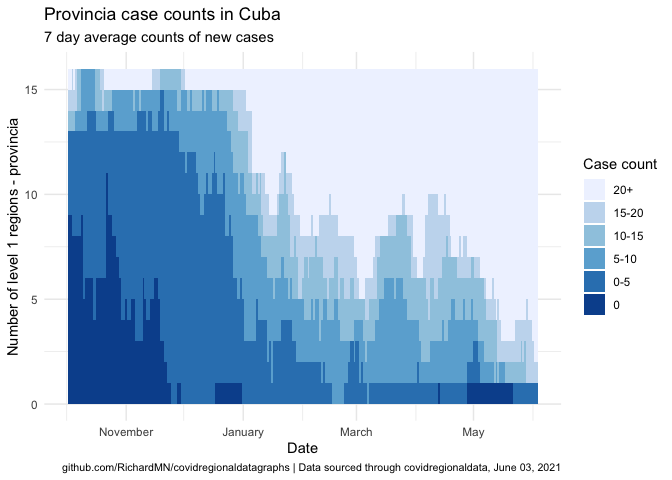 Provincia case counts in Cuba
7 day average counts of new cases
Number of level 1 regions - provincia
15
10
5
0
November
January
March
May
Date
Case count
20+
15-20
10-15
5-10
0-5
0
github.com/RichardMN/covidregionaldatagraphs | Data sourced through covidregionaldata, June 03, 2021